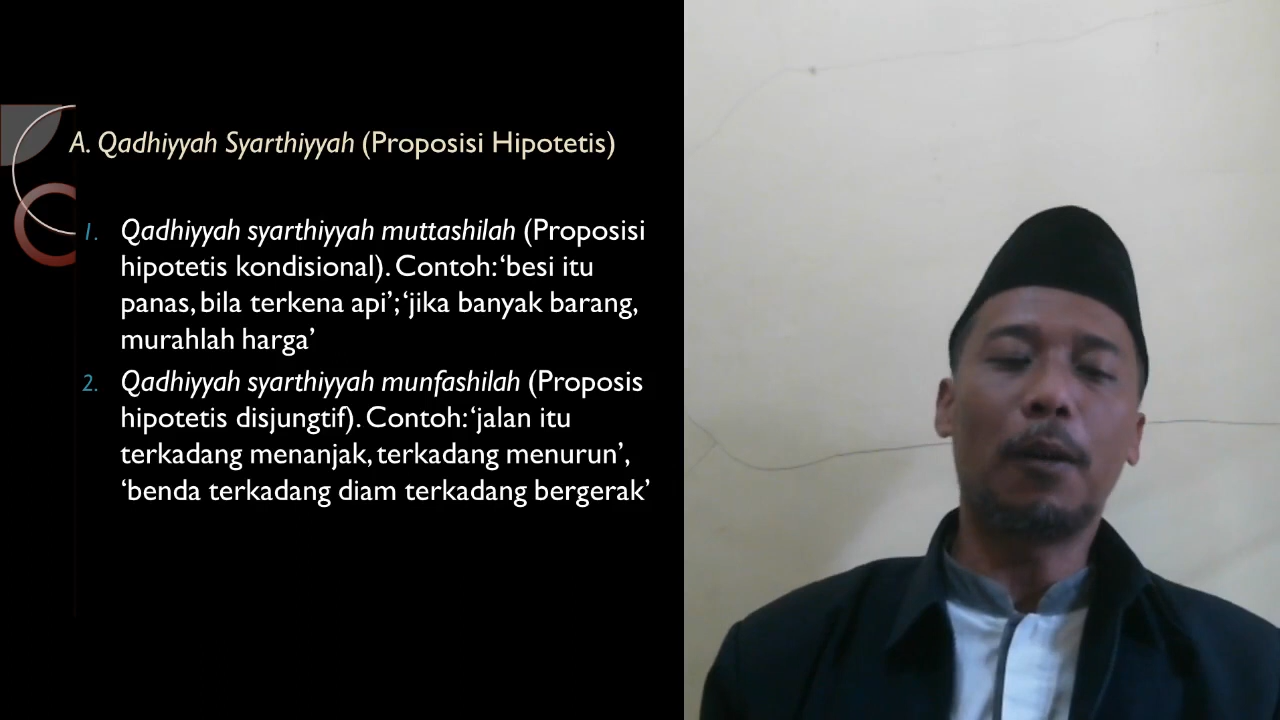 A. Qadhiyyah Syarthiyyah (Proposisi Hipotetis)
1. Qadhiyyah syarthiyyah muttashilah (Proposisi
hipotetis kondisional). Contoh: ‘besi itu
panas, bila terkena api’; ‘jika banyak barang,
murahlah harga’
2. Qadhiyyah syarthiyyah munfashilah (Proposis
hipotetis disjungtif). Contoh: ‘jalan itu
terkadang menanjak, terkadang menurun’,
‘benda terkadang diam terkadang bergerak’